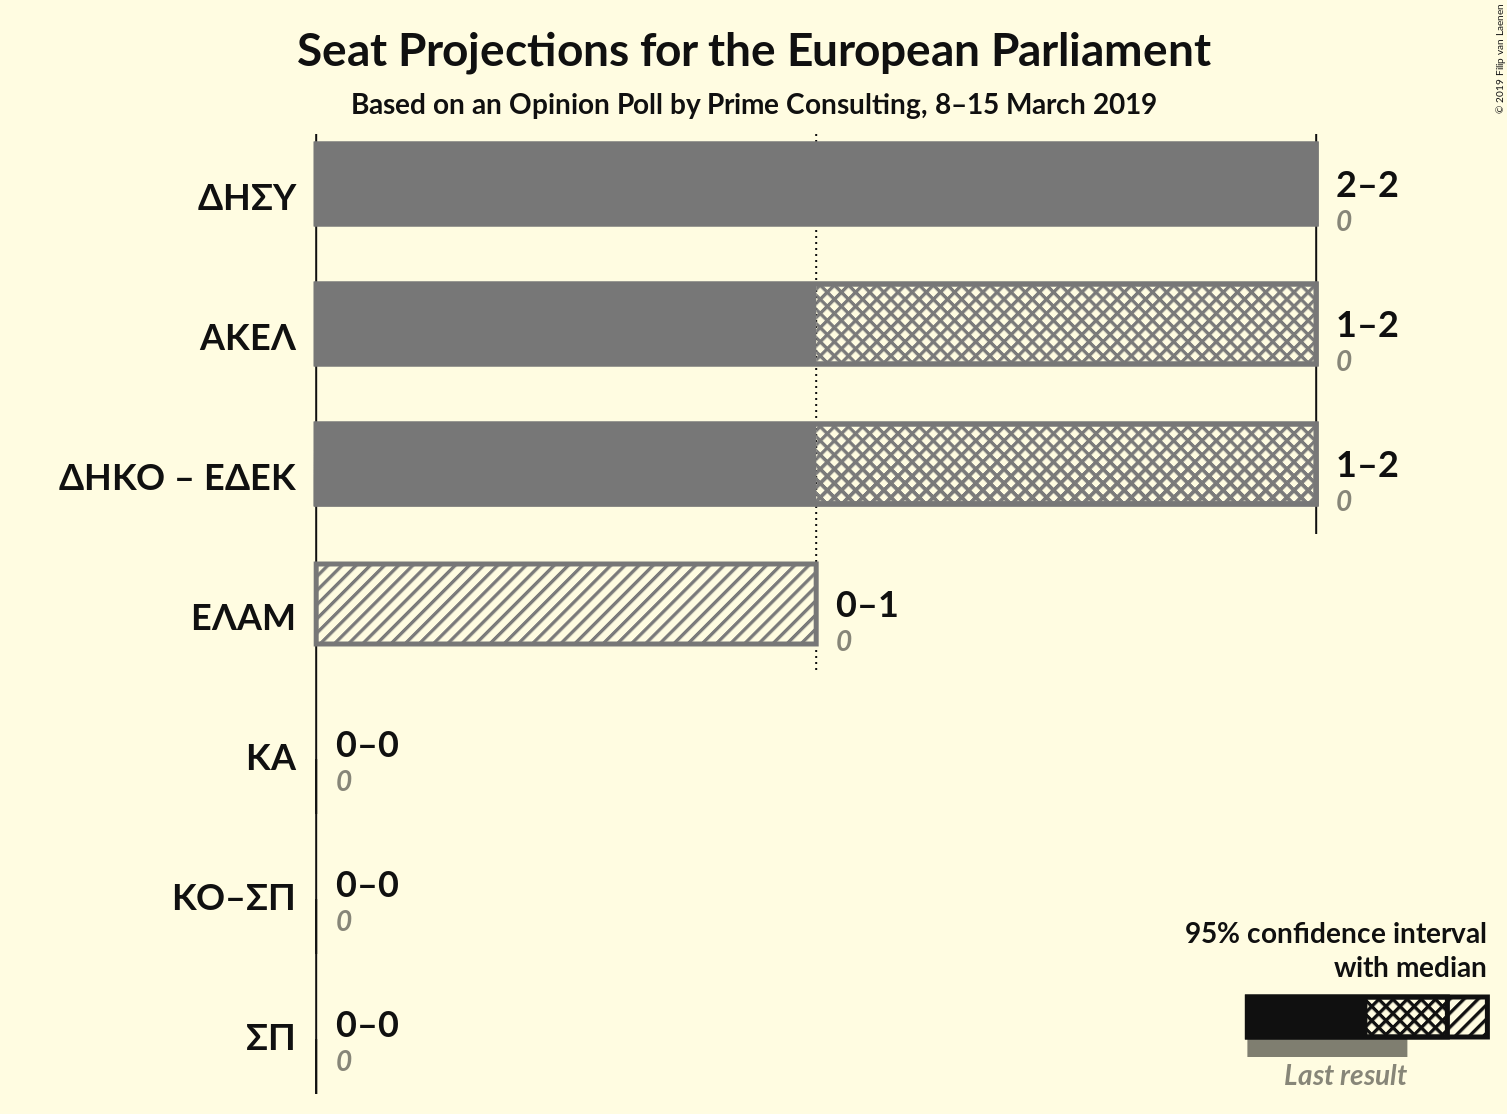 Seat Projections for the European Parliament
Based on an Opinion Poll by Prime Consulting, 8–15 March 2019
© 2019 Filip van Laenen
ΔΗΣΥ
2–2
0
ΑΚΕΛ
1–2
0
ΔΗΚΟ – ΕΔΕΚ
1–2
0
ΕΛΑΜ
0–1
0
ΚΑ
0–0
0
ΚΟ–ΣΠ
0–0
0
ΣΠ
0–0
0
95% confidence interval
with median
Last result